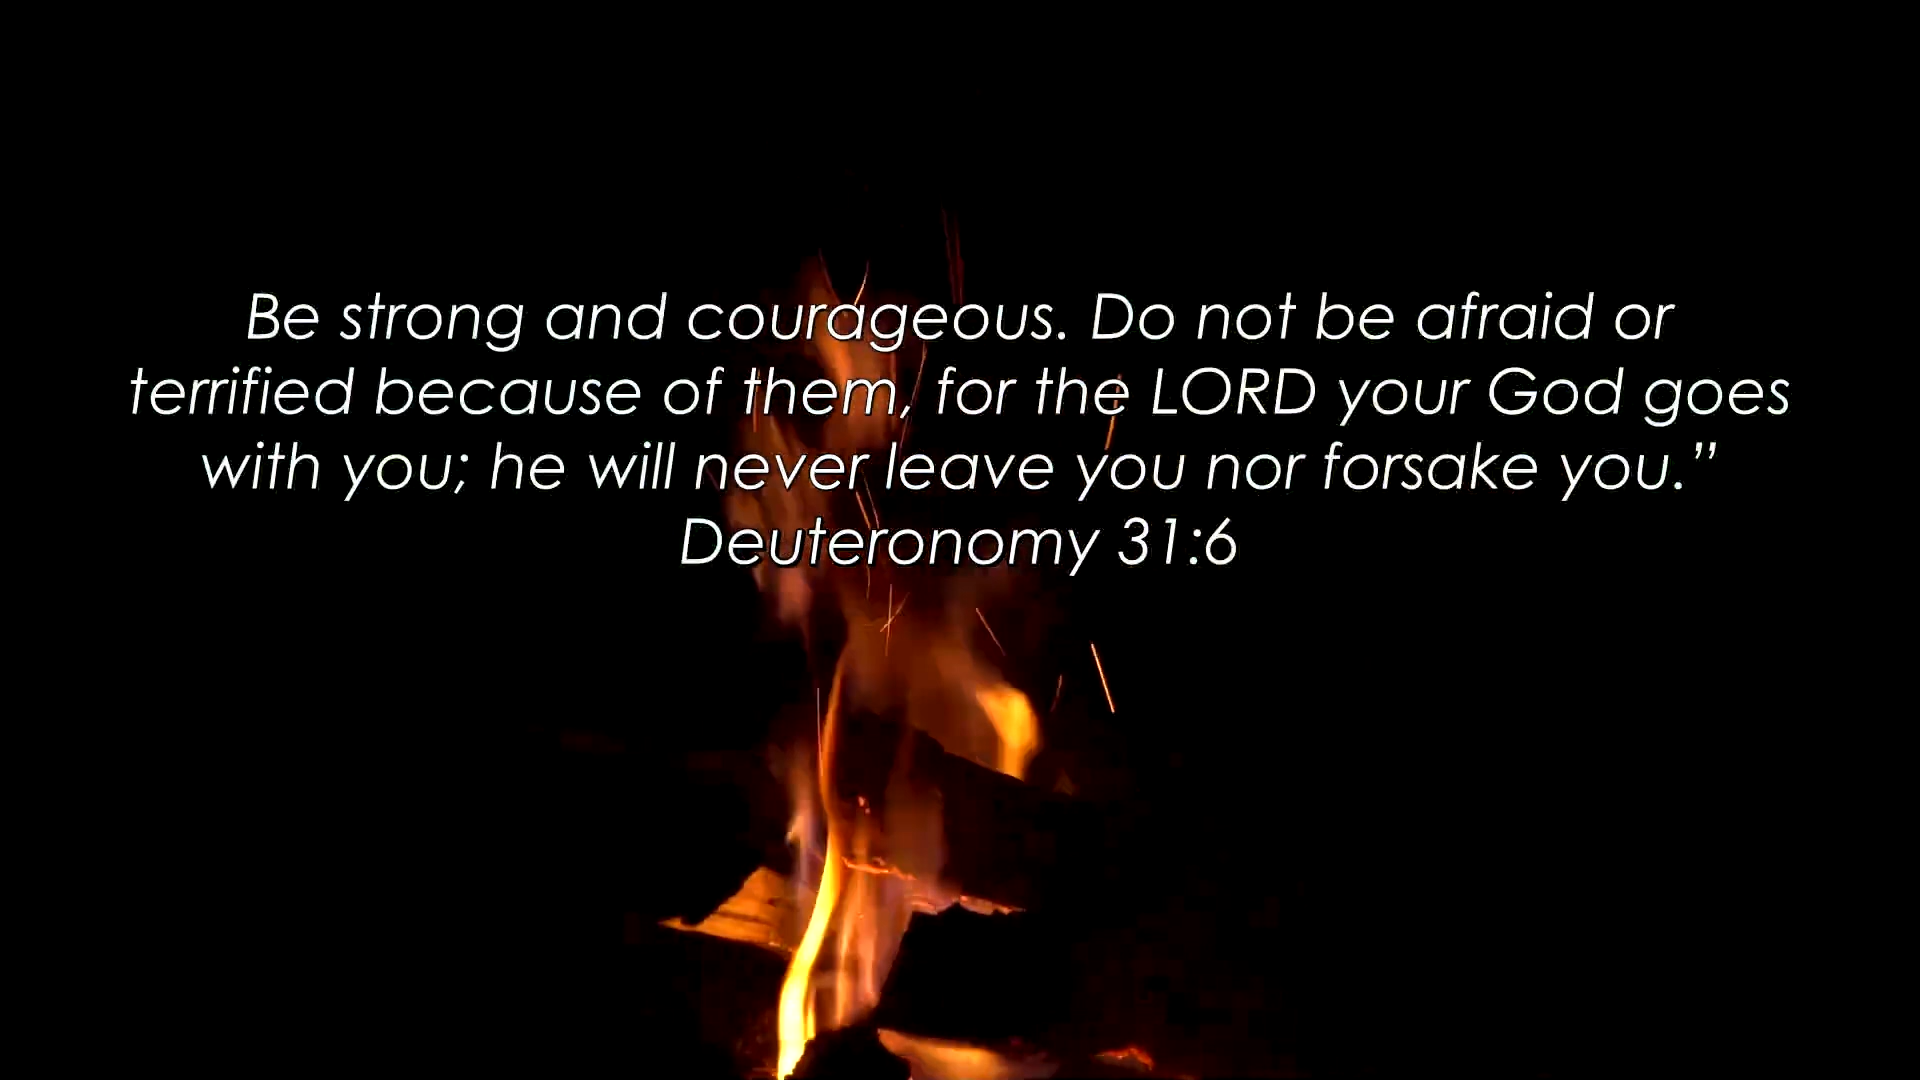 Be strong and courageous. Do not be afraid or
terrified because of them, for the LORD your God goes
with you; he will never leave you nor forsake you.”
Deuteronomy 31:6